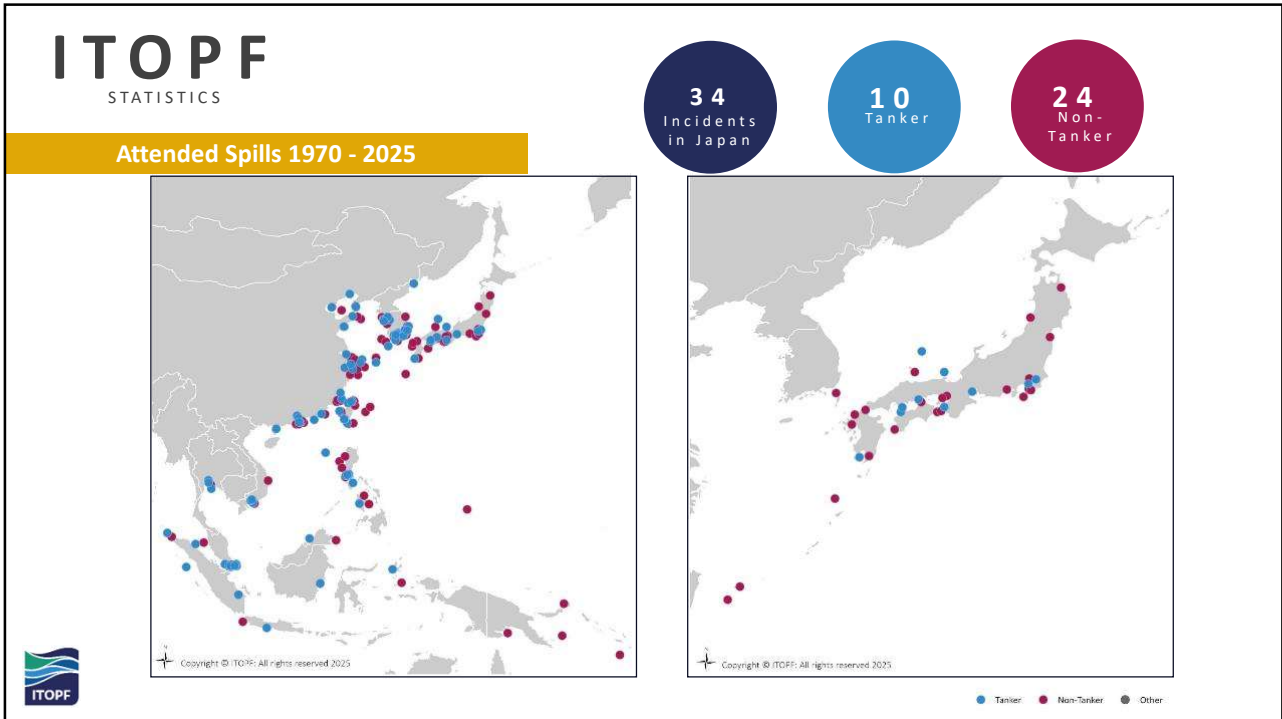 ITOPF
STATISTICS
Attended Spills 1970 - 2025
34
Incidents
in Japan
10
Tanker
24
Non-
Tanker
Copyright © ITOPF: All rights reserved 2025
Copyright © ITOPF: All rights reserved 2025
ITOPF
Tanker Non-Tanker Other